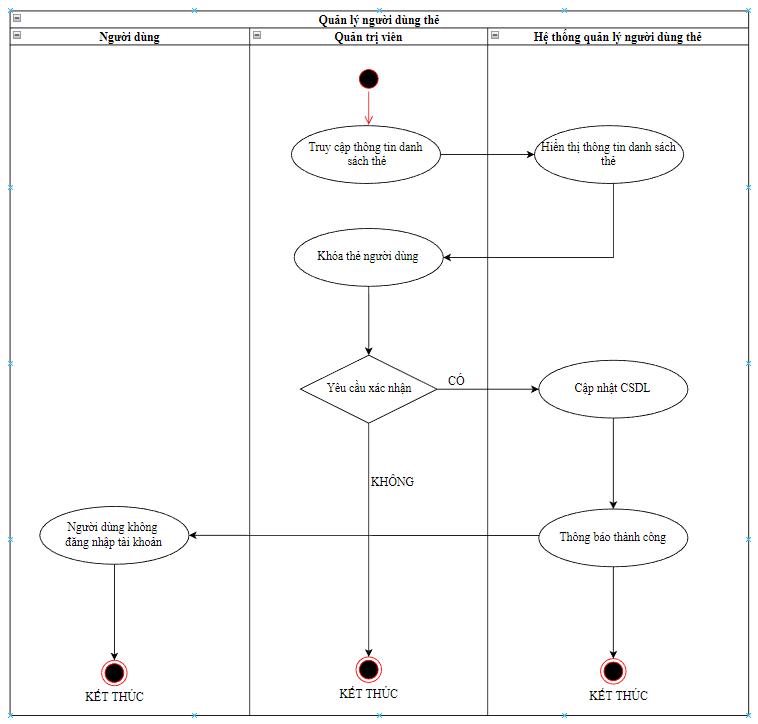 Quản lý người dùng thẻ
Người dùng
Quản trị viên
Hệ thống quản lý người dùng thẻ
Truy cập thông tin danh
sách thẻ
Hiển thị thông tin danh sách
thẻ
Khóa thẻ người dùng
Yêu cầu xác nhận
CÓ
Cập nhật CSDL
KHÔNG
Người dùng không
đăng nhập tài khoản
Thông báo thành công
KẾT THÚC
KẾT THÚC
KẾT THÚC